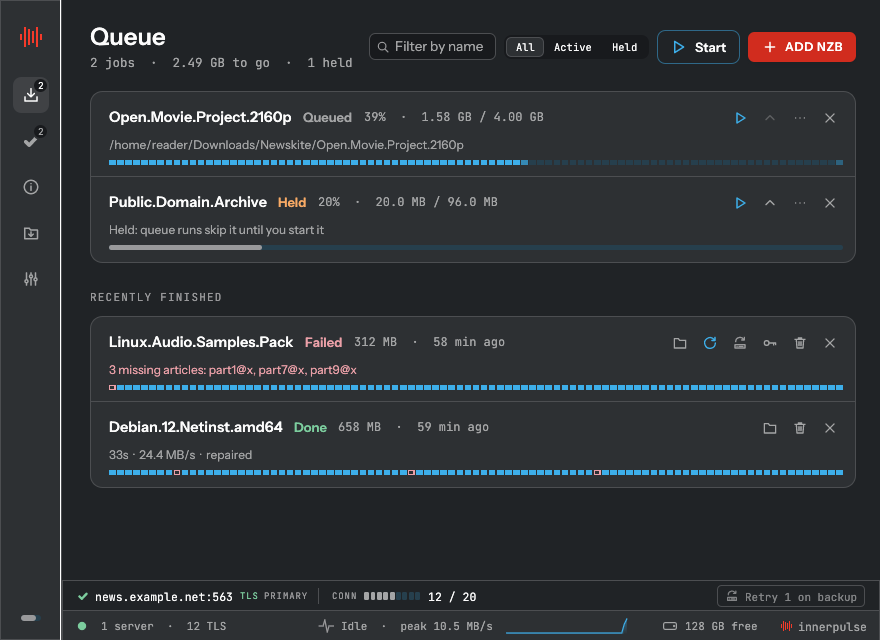 2
2
Queue
2 jobs · 2.49 GB to go · 1 held
Filter by name
All Active Held
Start
ADD NZB
Open.Movie.Project.2160p Queued 39% · 1.58 GB / 4.00 GB
/home/reader/Downloads/Newskite/Open.Movie.Project.2160p
Public.Domain.Archive Held 20% · 20.0 MB / 96.0 MB
Held: queue runs skip it until you start it
RECENTLY FINISHED
Linux.Audio.Samples.Pack Failed 312 MB · 58 min ago
3 missing articles: part1@x, part7@x, part9@x
Debian.12.Netinst.amd64 Done 658 MB · 59 min ago
33s · 24.4 MB/s · repaired
news.example.net:563 TLS PRIMARY CONN 12 / 20 Retry 1 on backup
1 server · 12 TLS Idle · peak 10.5 MB/s 128 GB free innerpulse